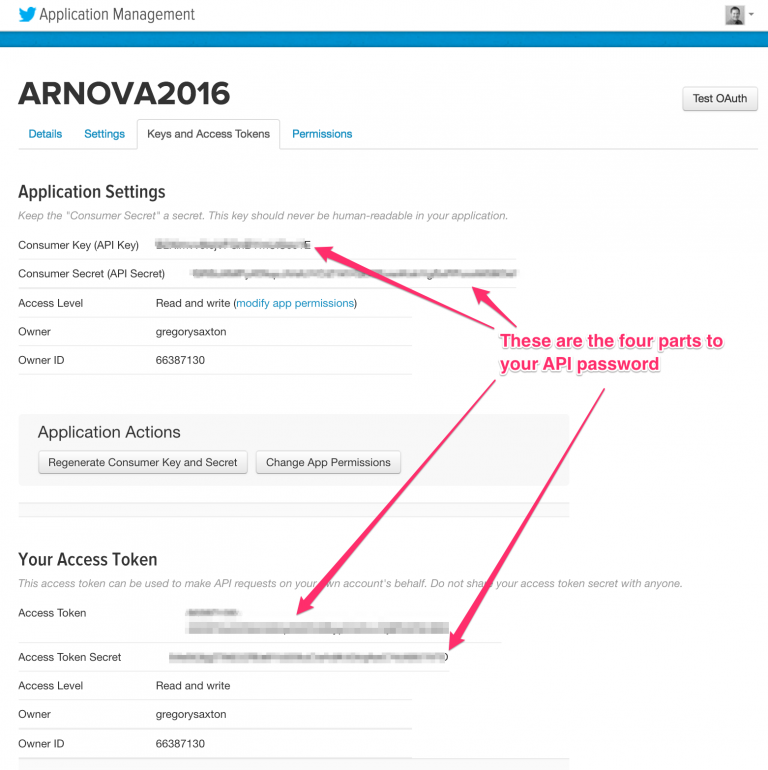 Application Management
ARNOVA2016
Test OAuth
Details Settings Keys and Access Tokens Permissions
Application Settings
Keep the "Consumer Secret" a secret. This key should never be human-readable in your application.
Consumer Key (API Key)
Consumer Secret (API Secret)
Access Level Read and write (modify app permissions)
Owner gregorysaxton
Owner ID 66387130
These are the four parts to
your API password
Application Actions
Regenerate Consumer Key and Secret Change App Permissions
Your Access Token
This access token can be used to make API requests on your own account's behalf. Do not share your access token secret with anyone.
Access Token
Access Token Secret
Access Level Read and write
Owner gregorysaxton
Owner ID 66387130